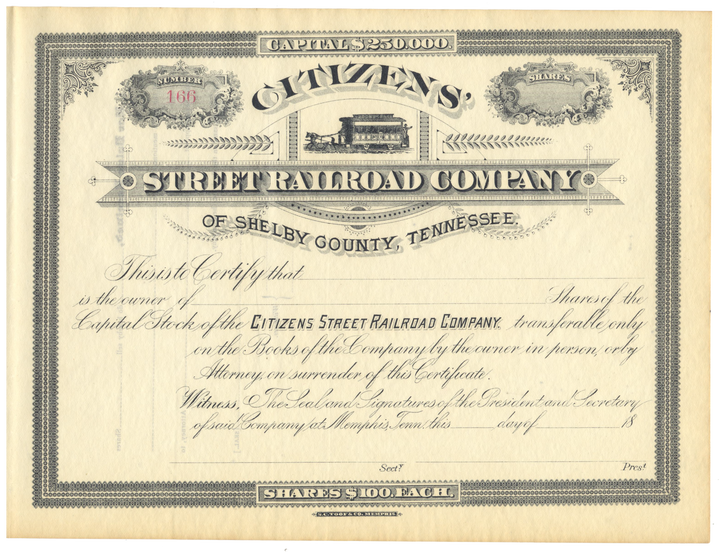 CAPITAL $250,000.
NUMBER
166
SHARES
CITIZENS'
STREET RAILROAD COMPANY
OF SHELBY COUNTY, TENNESSEE.
This is to Certify that
is the owner of Shares of the
Capital Stock of the CITIZENS STREET RAILROAD COMPANY. transferable only
on the Books of the Company by the owner in person, or by
Attorney, on surrender of this Certificate.
Witness, The Seal and Signatures of the President and Secretary
of said Company at Memphis, Tenn. this day of 18
Secty. Prest.
SHARES $100 EACH.
S.C. TOOF & CO. MEMPHIS